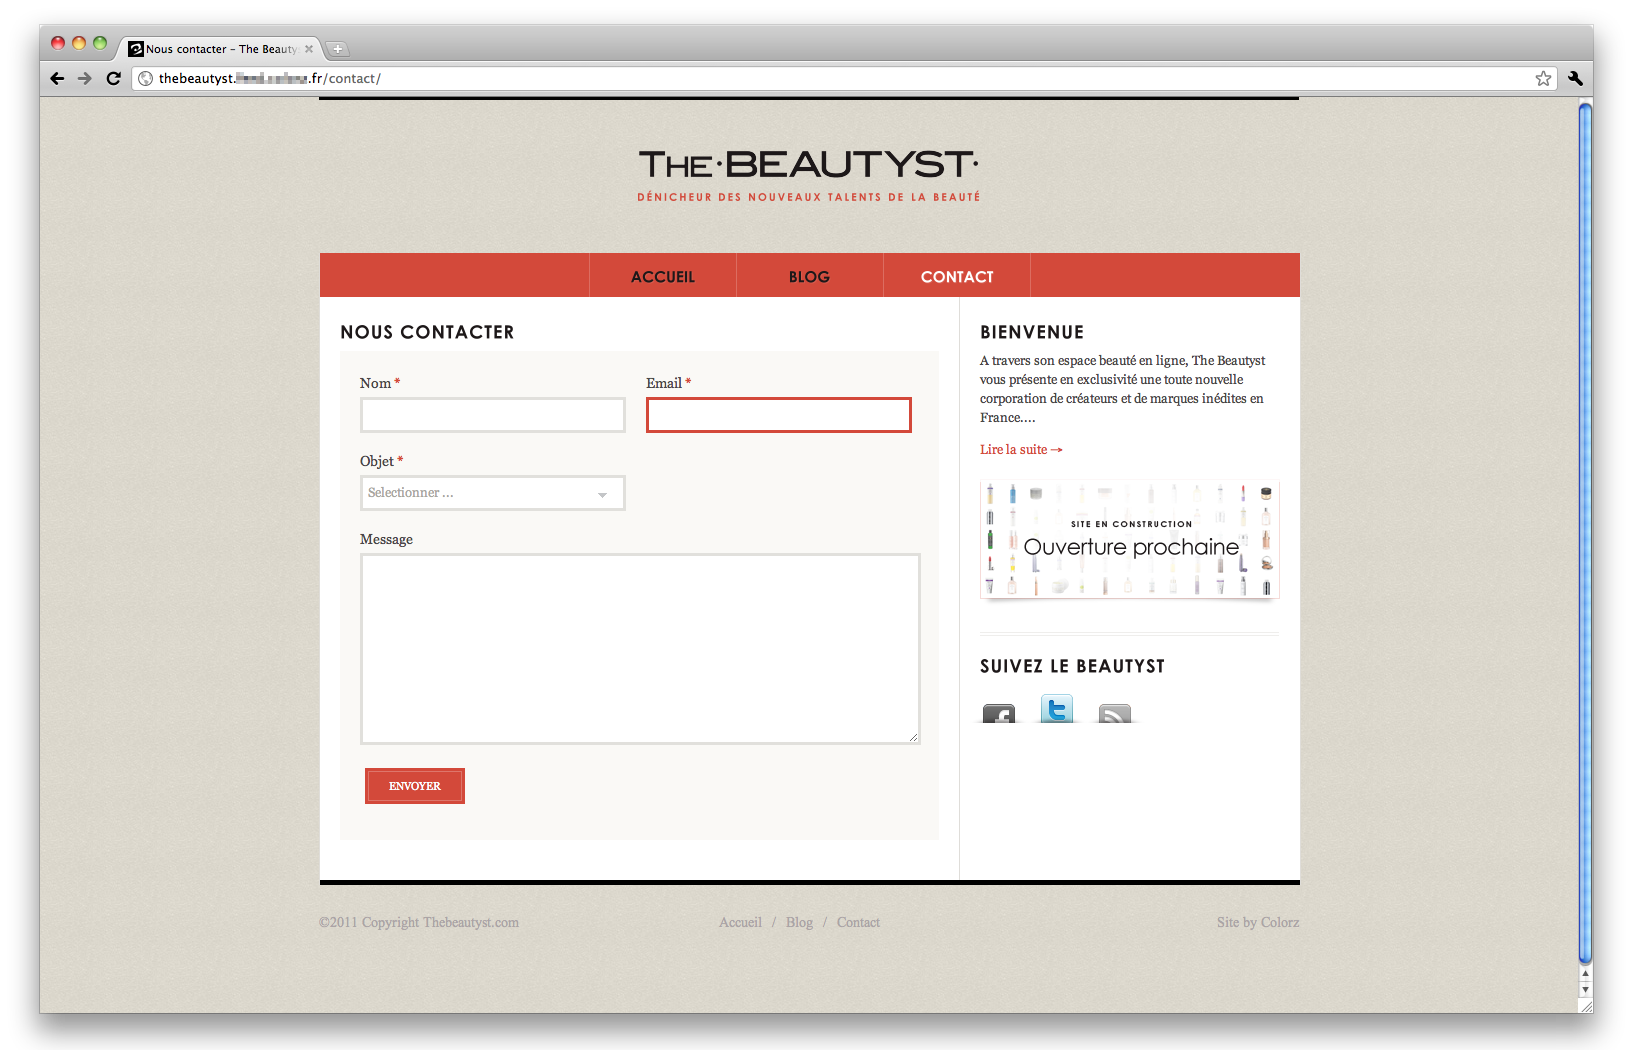 Nous contacter – The Beauty
thebeautyst. .fr/contact/
THE·BEAUTYST·
DÉNICHEUR DES NOUVEAUX TALENTS DE LA BEAUTÉ
ACCUEIL
BLOG
CONTACT
NOUS CONTACTER
Nom *
Email *
Objet *
Selectionner ...
Message
ENVOYER
BIENVENUE
A travers son espace beauté en ligne, The Beautyst
vous présente en exclusivité une toute nouvelle
corporation de créateurs et de marques inédites en
France....
Lire la suite →
SITE EN CONSTRUCTION
Ouverture prochaine
SUIVEZ LE BEAUTYST
©2011 Copyright Thebeautyst.com
Accueil / Blog / Contact
Site by Colorz